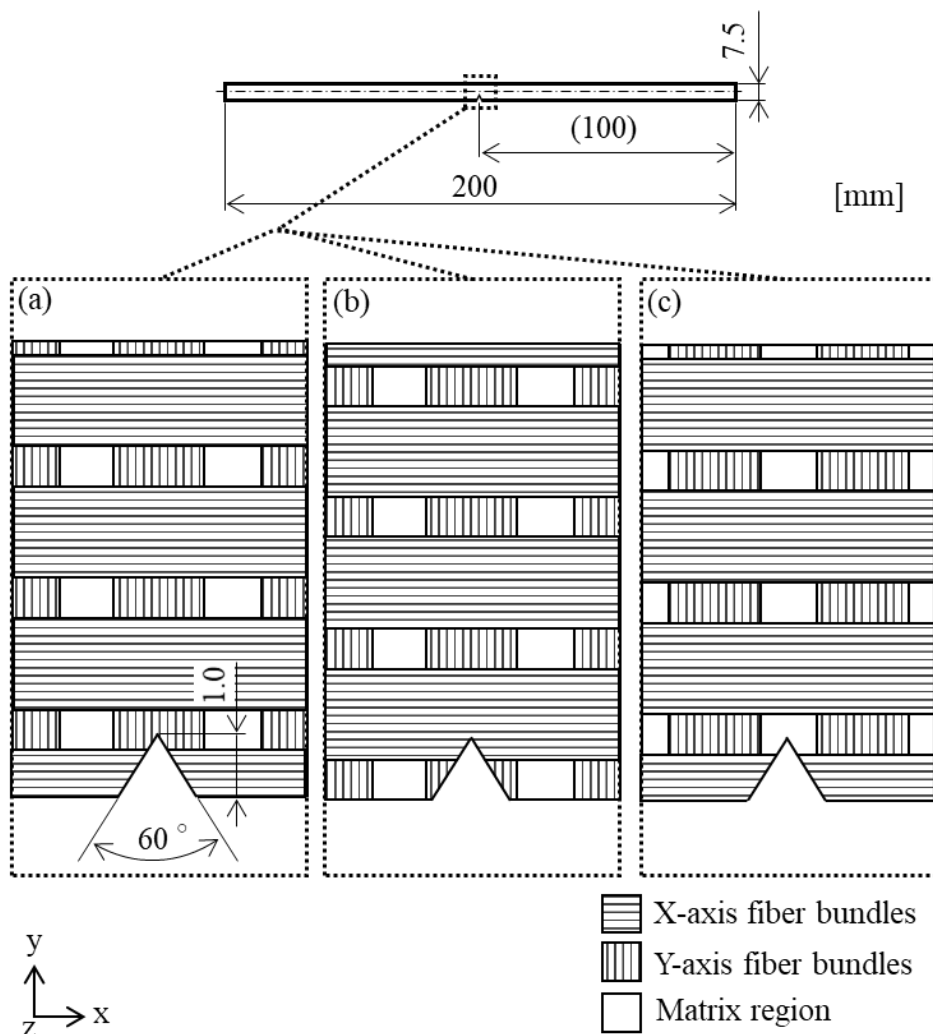 7.5
(100)
200
[mm]
(a)
(b)
(c)
1.0
60°
X-axis fiber bundles
Y-axis fiber bundles
Matrix region
y
z
x